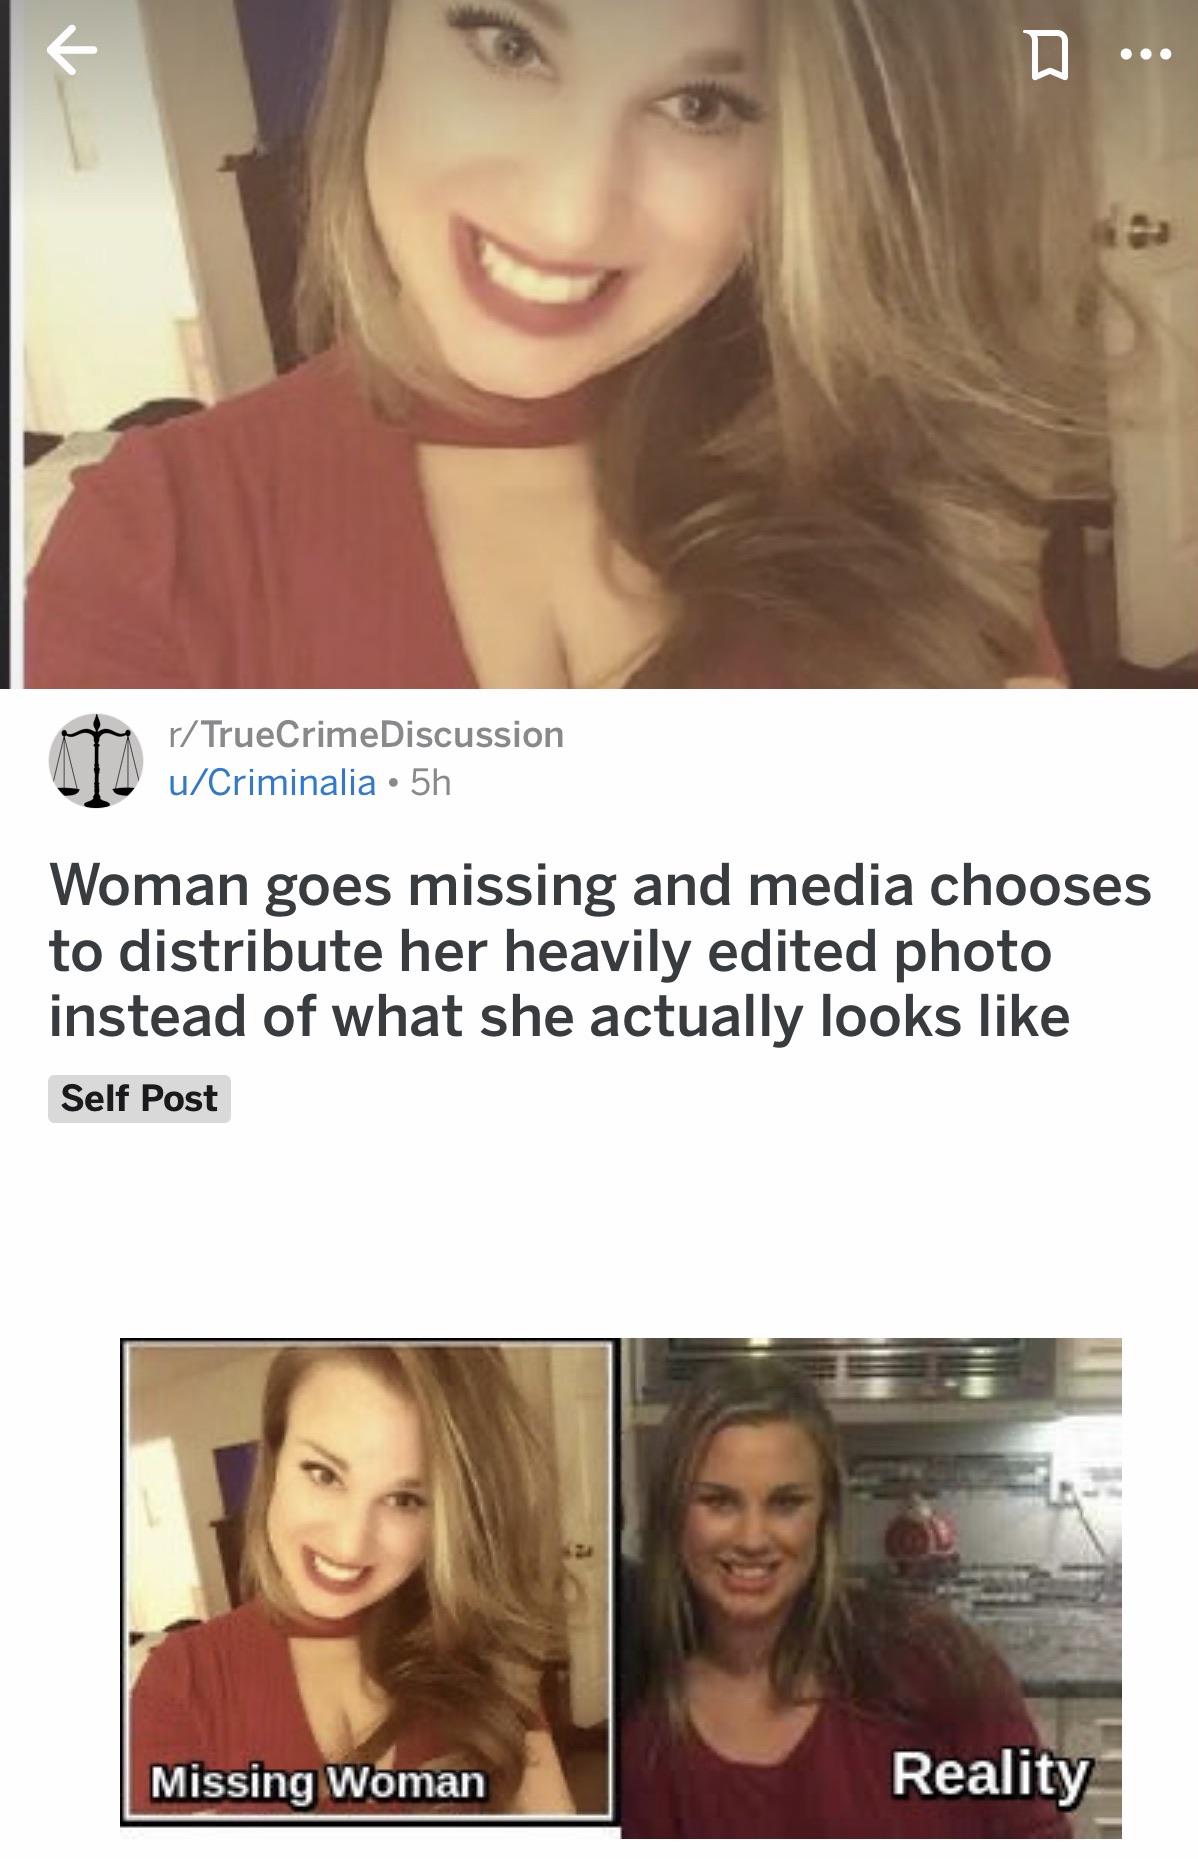 r/TrueCrimeDiscussion
u/Criminalia • 5h
Woman goes missing and media chooses
to distribute her heavily edited photo
instead of what she actually looks like
Self Post
Missing Woman
Reality